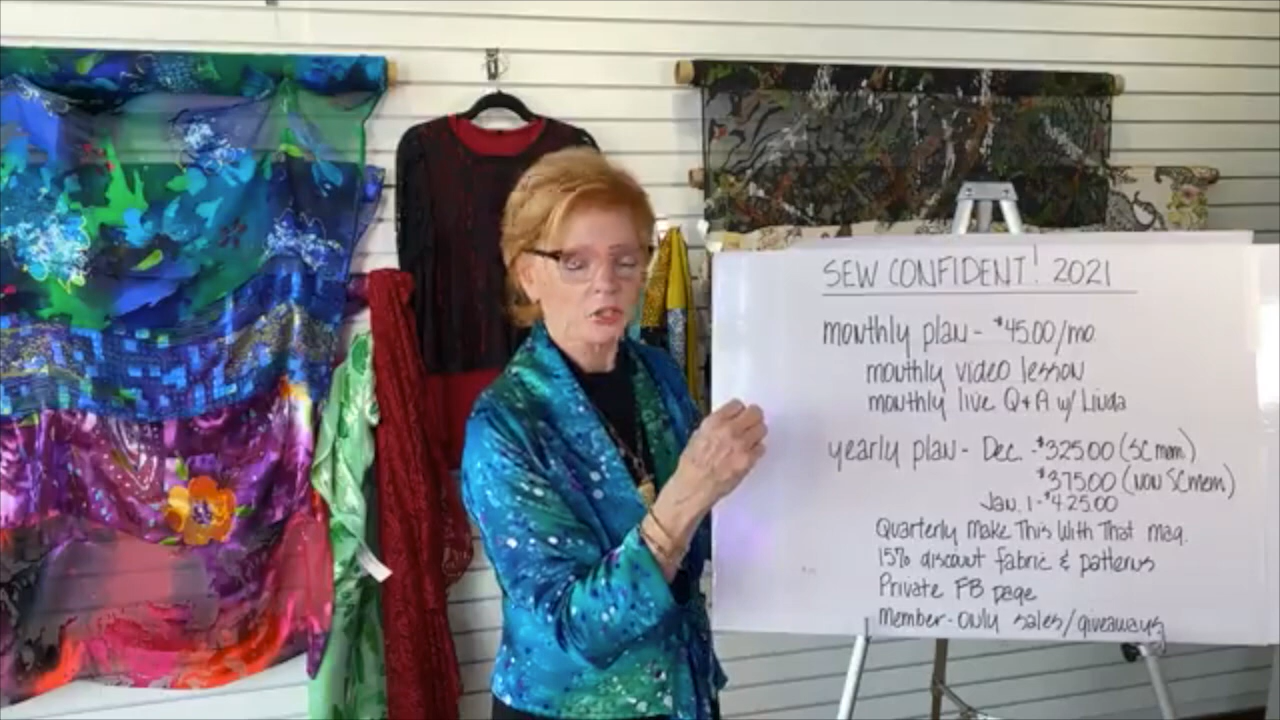 SEW CONFIDENT! 2021
monthly plan - $45.00/mo.
monthly video lesson
monthly live Q+A w/ Linda
yearly plan - Dec. - $325.00 (SC mem.)
$375.00 (non SC mem)
Jan. 1 - $425.00
Quarterly Make This With That mag.
15% discount fabric & patterns
Private FB page
Member-only sales/giveaways